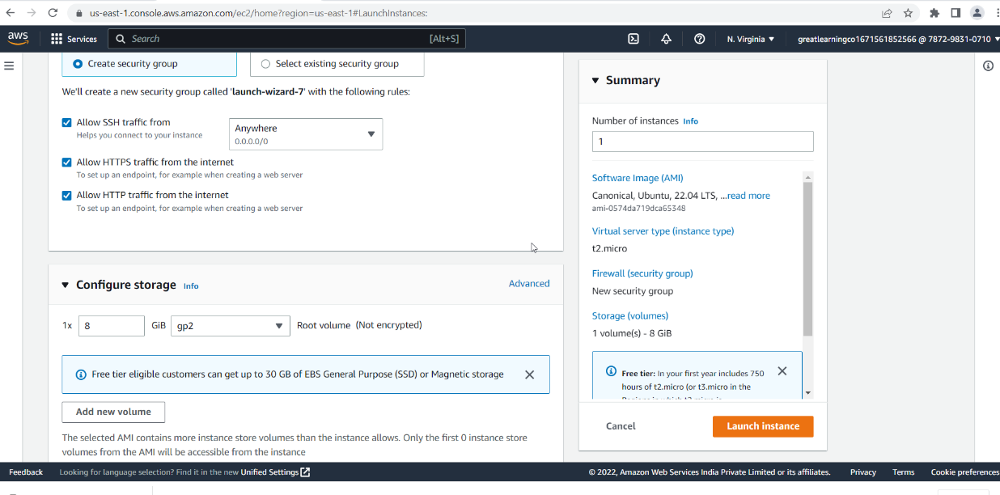 us-east-1.console.aws.amazon.com/ec2/home?region=us-east-1#LaunchInstances:
aws
Services
Search
[Alt+S]
N. Virginia
greatlearningco1671561852566 @ 7872-9831-0710
Create security group
Select existing security group
We'll create a new security group called 'launch-wizard-7' with the following rules:
Allow SSH traffic from
Helps you connect to your instance
Anywhere
0.0.0.0/0
Allow HTTPS traffic from the internet
To set up an endpoint, for example when creating a web server
Allow HTTP traffic from the internet
To set up an endpoint, for example when creating a web server
Configure storage Info
Advanced
1x 8 GiB gp2 Root volume (Not encrypted)
Free tier eligible customers can get up to 30 GB of EBS General Purpose (SSD) or Magnetic storage
Add new volume
The selected AMI contains more instance store volumes than the instance allows. Only the first 0 instance store
volumes from the AMI will be accessible from the instance
Summary
Number of instances Info
1
Software Image (AMI)
Canonical, Ubuntu, 22.04 LTS, ...read more
ami-0574da719dca65348
Virtual server type (instance type)
t2.micro
Firewall (security group)
New security group
Storage (volumes)
1 volume(s) - 8 GiB
Free tier: In your first year includes 750
hours of t2.micro (or t3.micro in the
Cancel
Launch instance
Feedback
Looking for language selection? Find it in the new Unified Settings
© 2022, Amazon Web Services India Private Limited or its affiliates.
Privacy
Terms
Cookie preferences